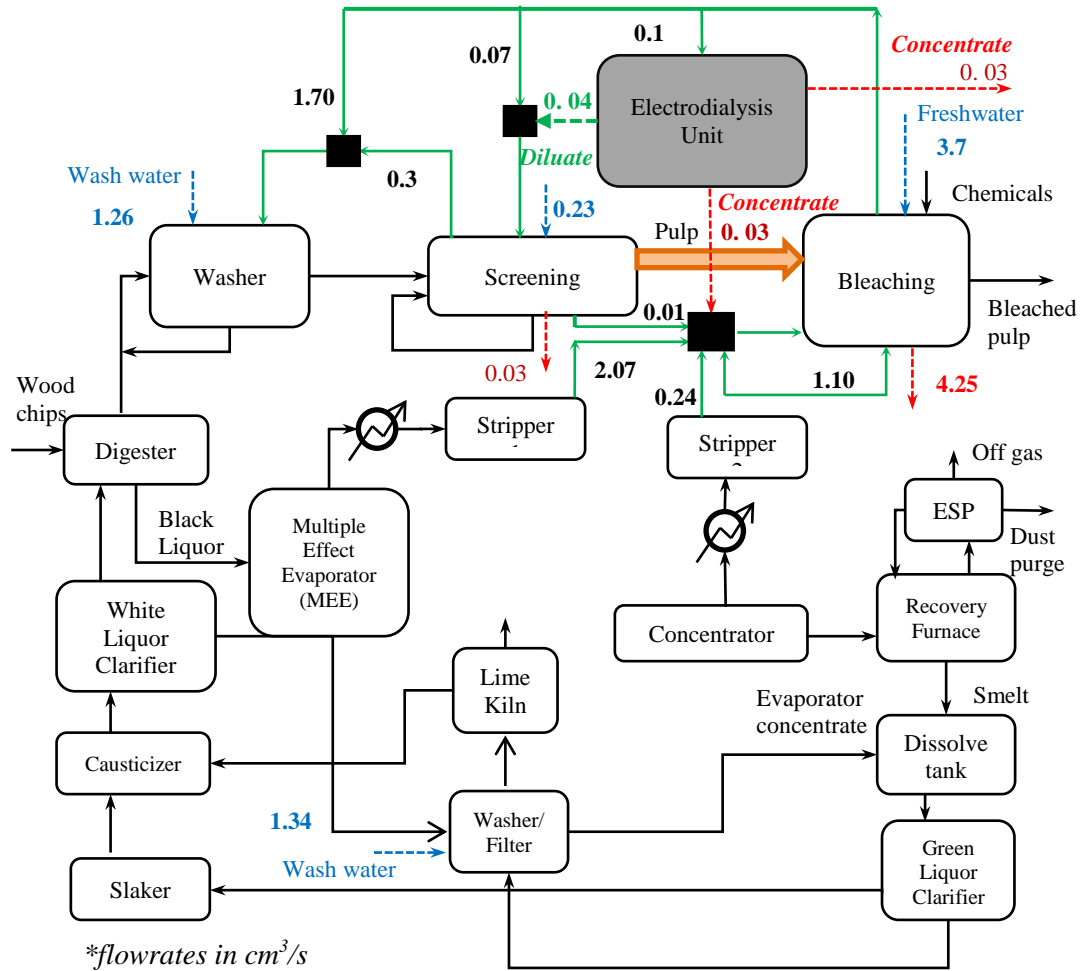 0.1
Concentrate
0. 03
0.07
0. 04
Electrodialysis
Unit
Freshwater
3.7
1.70
Diluate
Wash water
1.26
0.3
Chemicals
0.23
Concentrate
0. 03
Pulp
Washer
Screening
Bleaching
0.01
Bleached
pulp
0.03
2.07
1.10
4.25
0.24
Wood
chips
Digester
Stripper
Stripper
Off gas
ESP
Dust
purge
Black
Liquor
Multiple
Effect
Evaporator
(MEE)
White
Liquor
Clarifier
Concentrator
Recovery
Furnace
Lime
Kiln
Evaporator
concentrate
Smelt
Causticizer
Dissolve
tank
1.34
Washer/
Filter
Wash water
Slaker
Green
Liquor
Clarifier
*flowrates in cm³/s